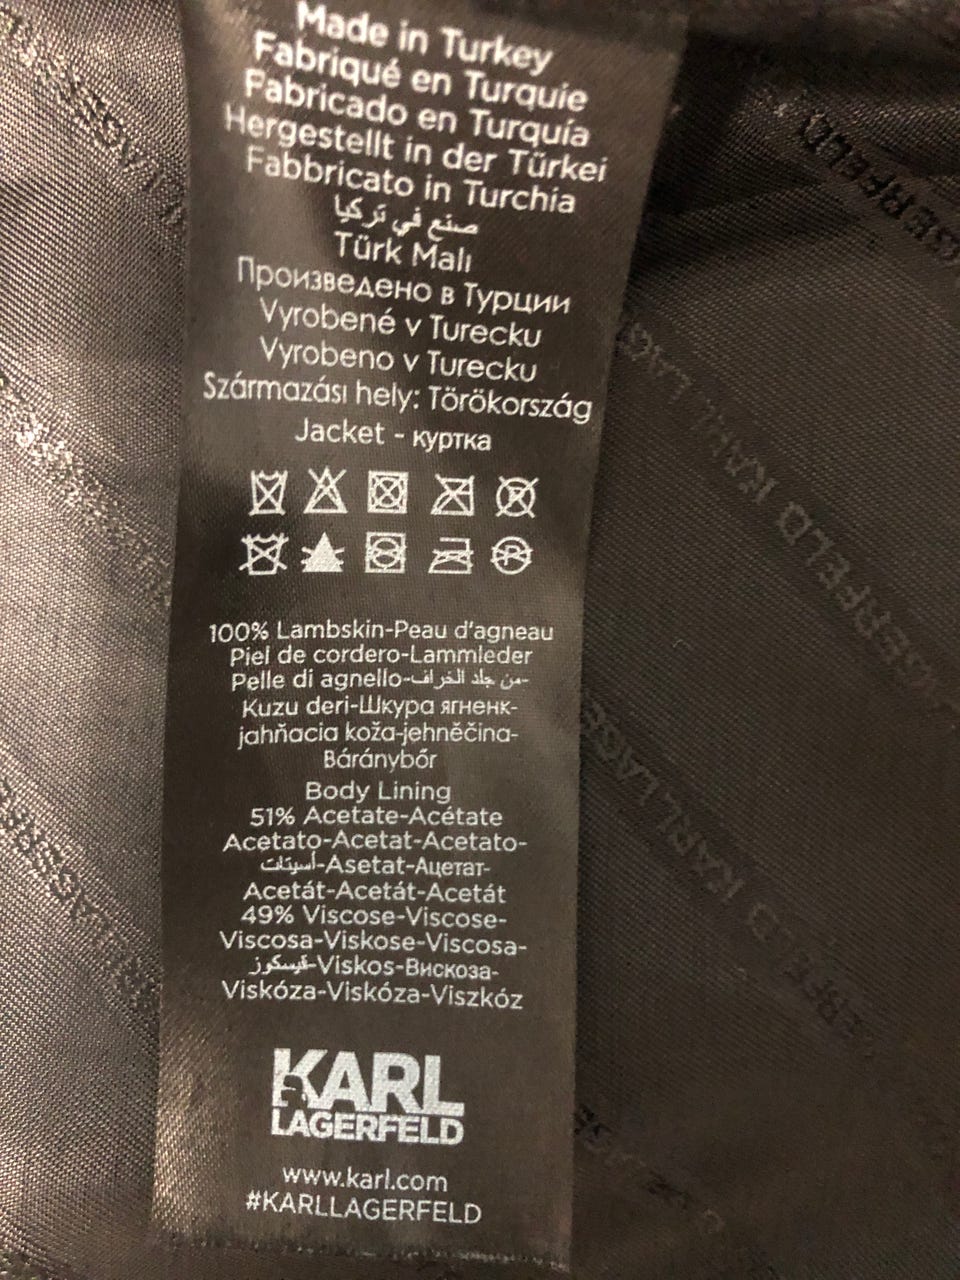 Made in Turkey
Fabriqué en Turquie
Fabricado en Turquía
Hergestellt in der Türkei
Fabbricato in Turchia
صنع في تركيا
Türk Malı
Произведено в Турции
Vyrobené v Turecku
Vyrobeno v Turecku
Származási hely: Törökország
Jacket - куртка
100% Lambskin-Peau d'agneau
Piel de cordero-Lammleder
Pelle di agnello-من جلد الخراف-
Kuzu deri-Шкура ягненк-
jahňacia koža-jehněčina-
Báránybőr
Body Lining
51% Acetate-Acétate
Acetato-Acetat-Acetato-
أسيتات-Asetat-Ацетат-
Acetát-Acetát-Acetát
49% Viscose-Viscose-
Viscosa-Viskose-Viscosa-
فيسكوز-Viskos-Вискоза-
Viskóza-Viskóza-Viszkóz
KARL
LAGERFELD
www.karl.com
#KARLLAGERFELD
KARL LAGERFELD
KARL LAGERFELD